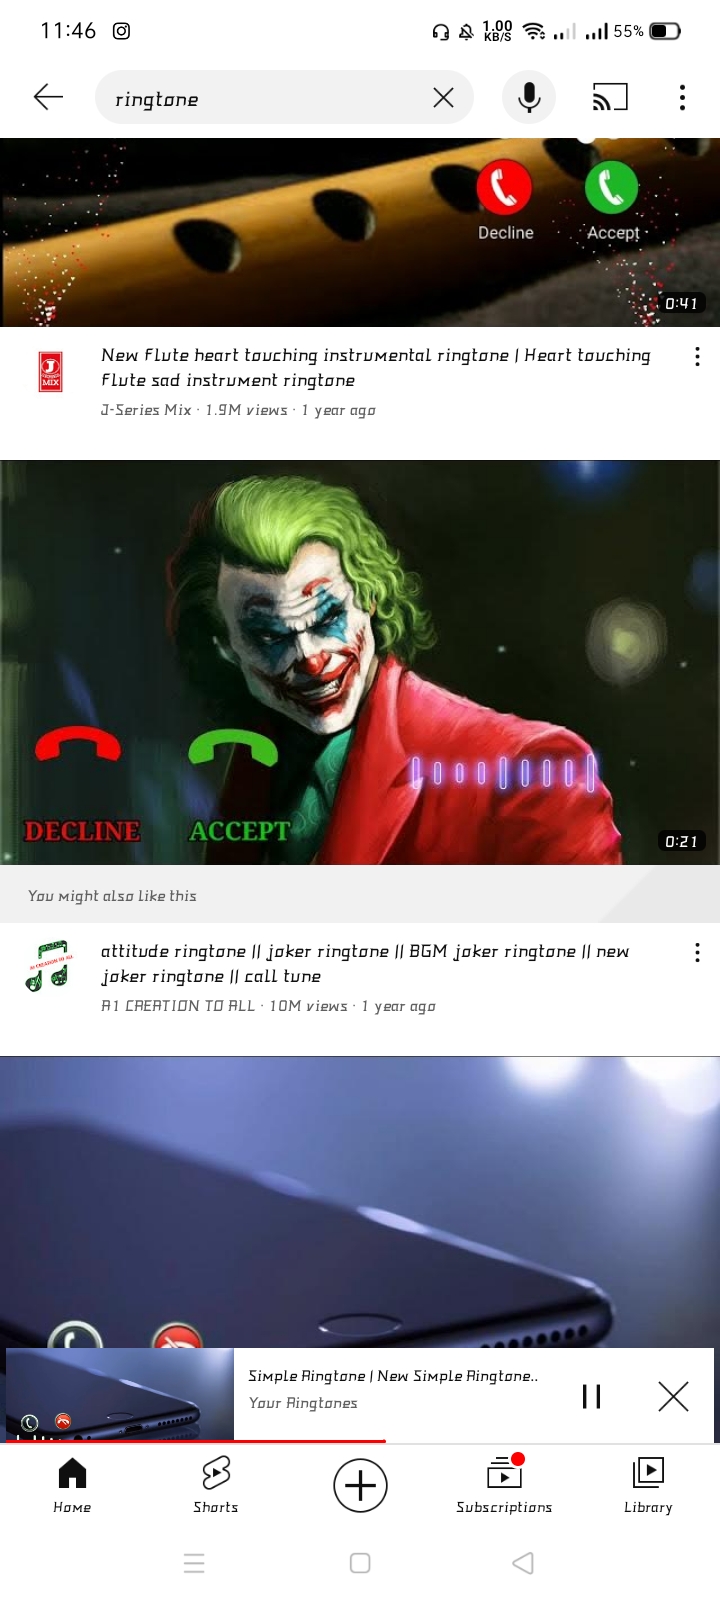 11:46
1.00
KB/S
55%
ringtone
Decline
Accept
0:41
J
MIX
New Flute heart touching instrumental ringtone | Heart touching
Flute sad instrument ringtone
J-Series Mix · 1.9M views · 1 year ago
DECLINE
ACCEPT
0:21
You might also like this
attitude ringtone || joker ringtone || BGM joker ringtone || new
joker ringtone || call tune
A1 CREATION TO ALL · 10M views · 1 year ago
Simple Ringtone | New Simple Ringtone..
Your Ringtones
Home
Shorts
Subscriptions
Library